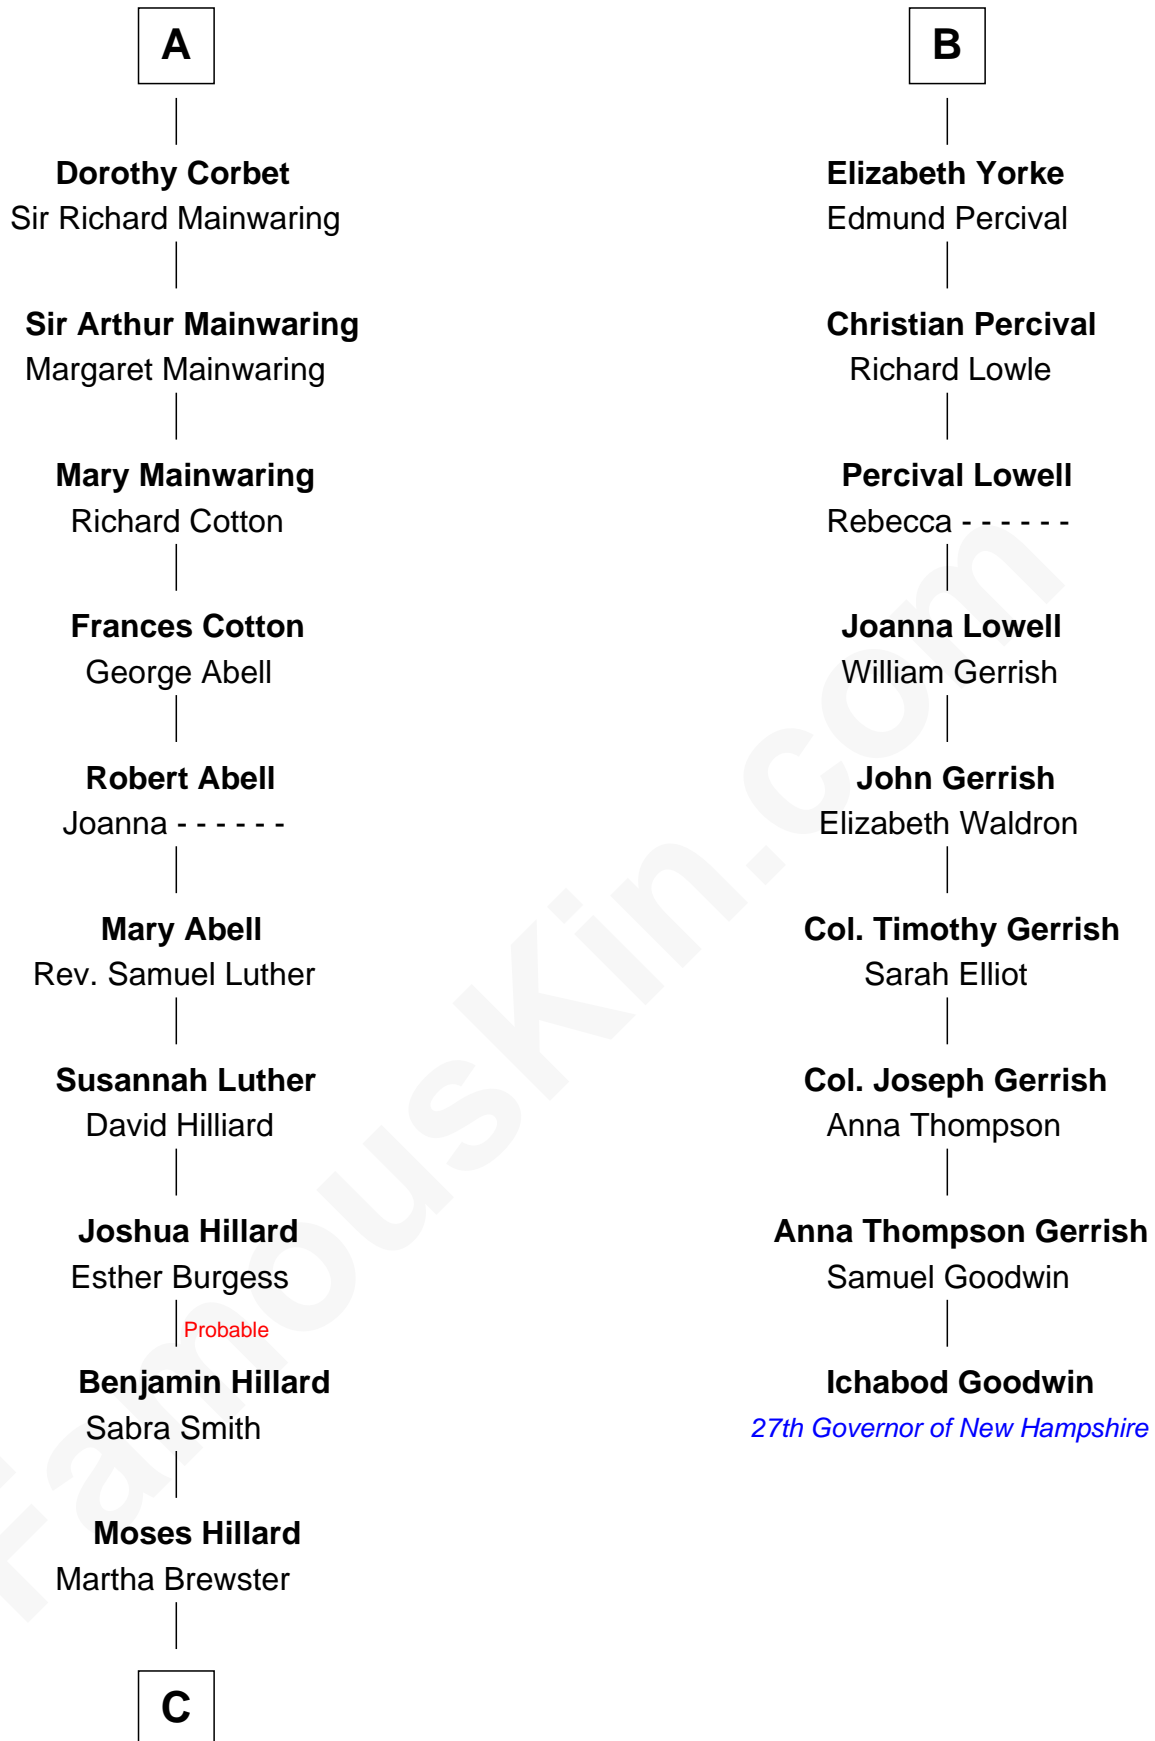 A
Dorothy Corbet
Sir Richard Mainwaring
Sir Arthur Mainwaring
Margaret Mainwaring
Mary Mainwaring
Richard Cotton
Frances Cotton
George Abell
Robert Abell
Joanna - - - - - -
Mary Abell
Rev. Samuel Luther
Susannah Luther
David Hilliard
Joshua Hillard
Esther Burgess
Probable
Benjamin Hillard
Sabra Smith
Moses Hillard
Martha Brewster
C
B
Elizabeth Yorke
Edmund Percival
Christian Percival
Richard Lowle
Percival Lowell
Rebecca - - - - - -
Joanna Lowell
William Gerrish
John Gerrish
Elizabeth Waldron
Col. Timothy Gerrish
Sarah Elliot
Col. Joseph Gerrish
Anna Thompson
Anna Thompson Gerrish
Samuel Goodwin
Ichabod Goodwin
27th Governor of New Hampshire
FamousKin.com